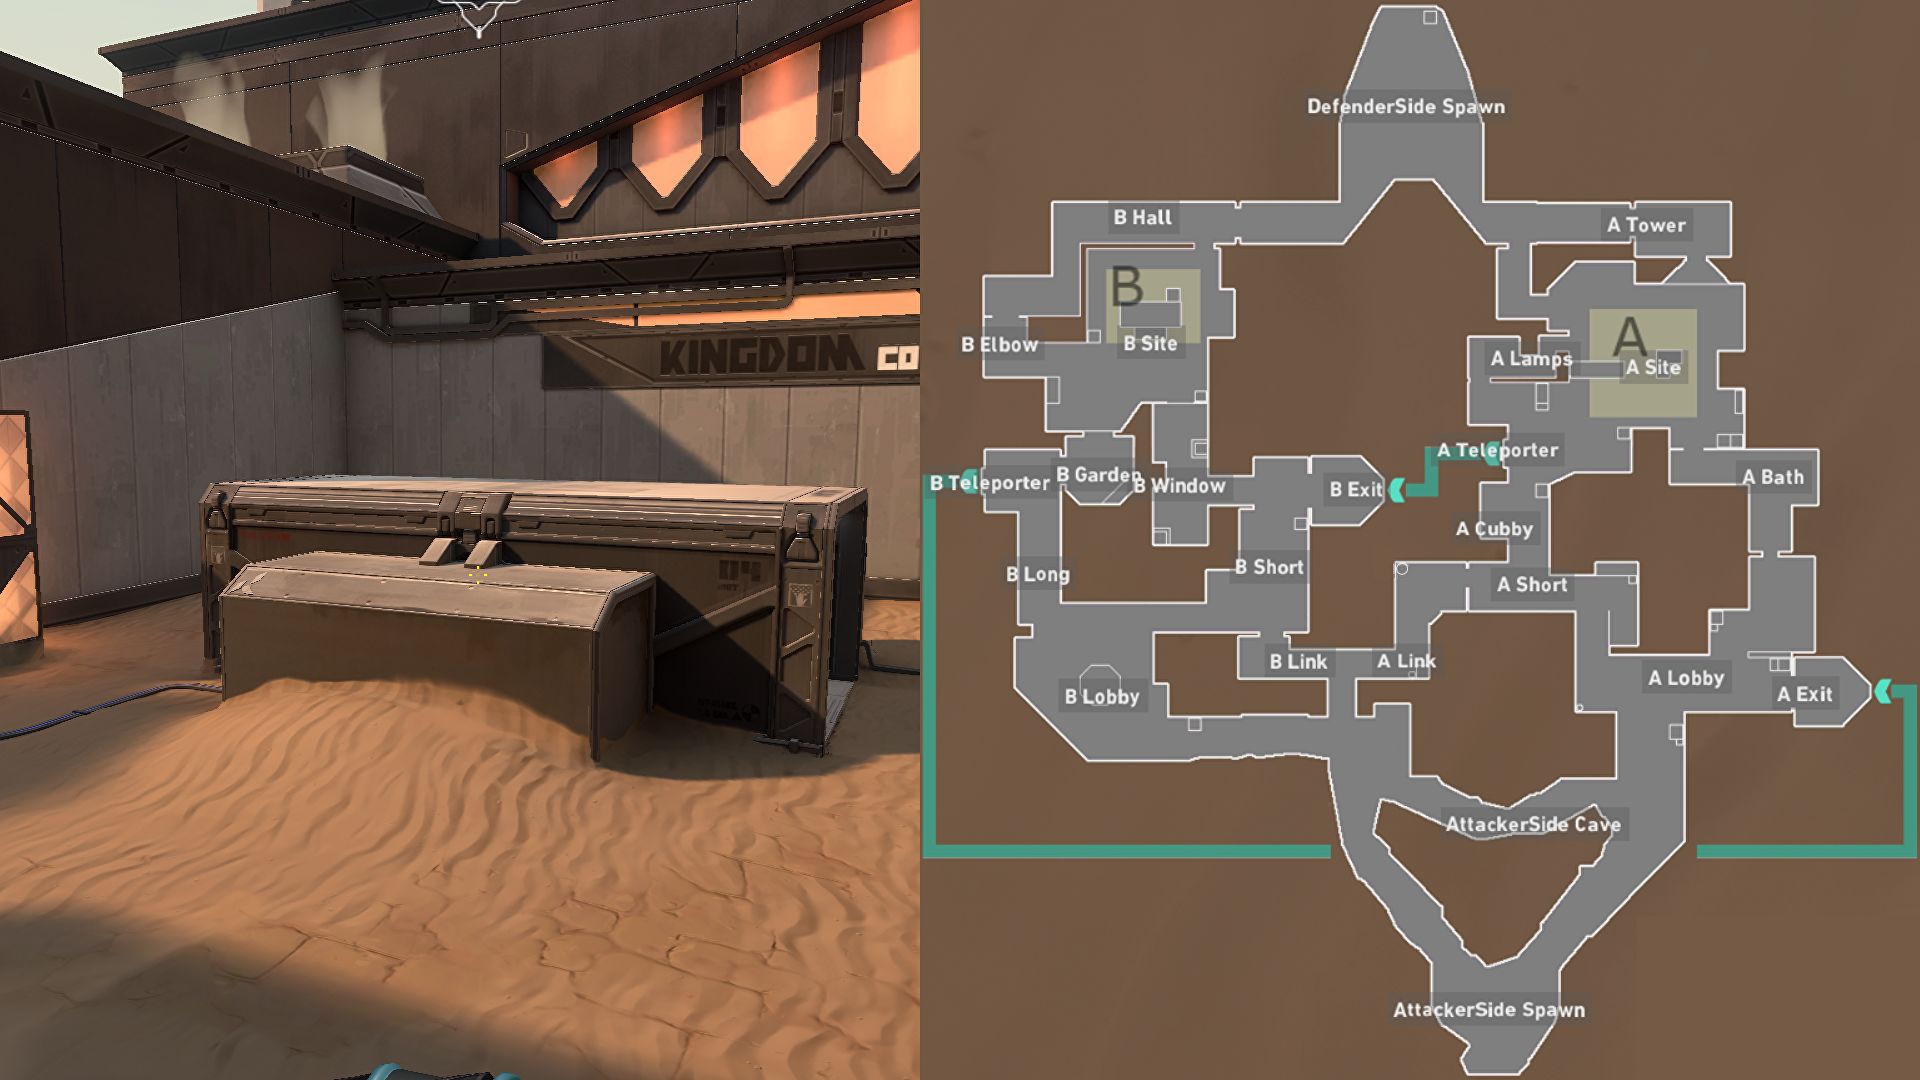 KINGDOM CO
DefenderSide Spawn
B Hall
A Tower
B
A
B Elbow
B Site
A Lamps
A Site
A Teleporter
B Teleporter
B Garden
B Window
B Exit
A Bath
A Cubby
B Long
B Short
A Short
B Link
A Link
B Lobby
A Lobby
A Exit
AttackerSide Cave
AttackerSide Spawn